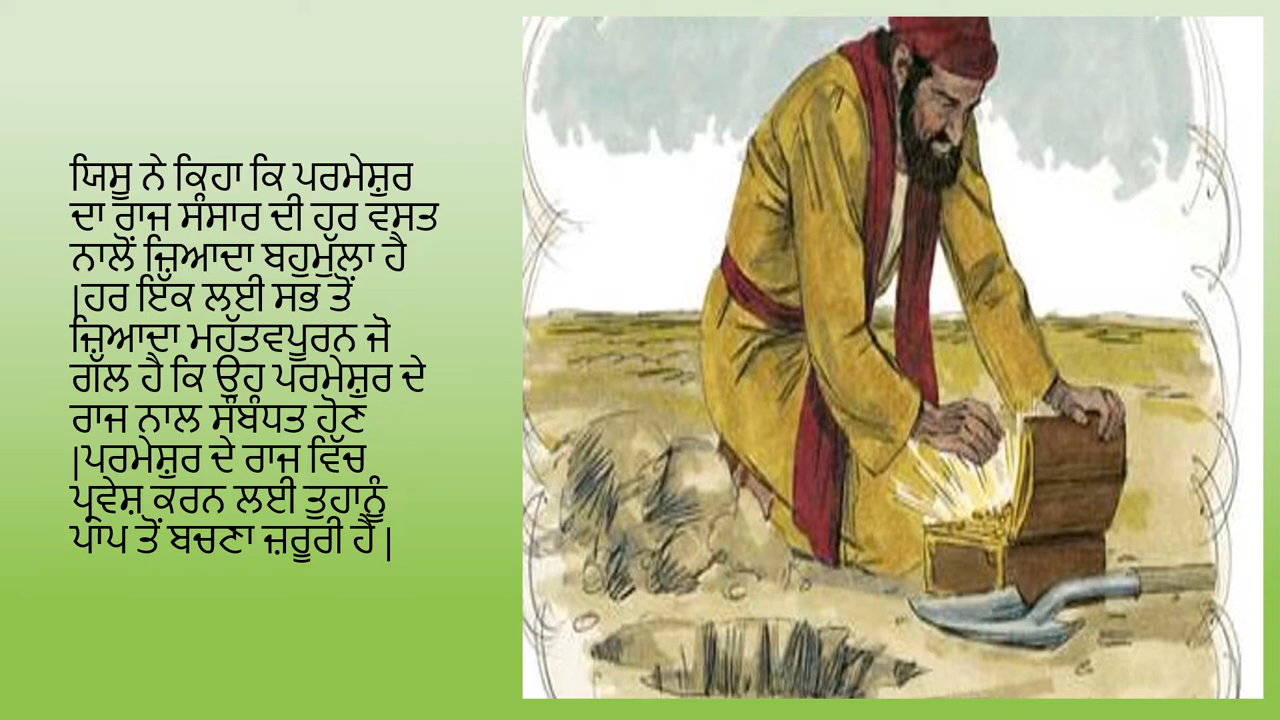 ਯਿਸੂ ਨੇ ਕਿਹਾ ਕਿ ਪਰਮੇਸ਼ੁਰ
ਦਾ ਰਾਜ ਸੰਸਾਰ ਦੀ ਹਰ ਵਸਤ
ਨਾਲੋਂ ਜ਼ਿਆਦਾ ਬਹੁਮੁੱਲਾ ਹੈ
|ਹਰ ਇੱਕ ਲਈ ਸਭ ਤੋਂ
ਜ਼ਿਆਦਾ ਮਹੱਤਵਪੂਰਨ ਜੋ
ਗੱਲ ਹੈ ਕਿ ਉਹ ਪਰਮੇਸ਼ੁਰ ਦੇ
ਰਾਜ ਨਾਲ ਸੰਬੰਧਤ ਹੋਣ
|ਪਰਮੇਸ਼ੁਰ ਦੇ ਰਾਜ ਵਿੱਚ
ਪ੍ਰਵੇਸ਼ ਕਰਨ ਲਈ ਤੁਹਾਨੂੰ
ਪਾਪ ਤੋਂ ਬਚਣਾ ਜ਼ਰੂਰੀ ਹੈ |